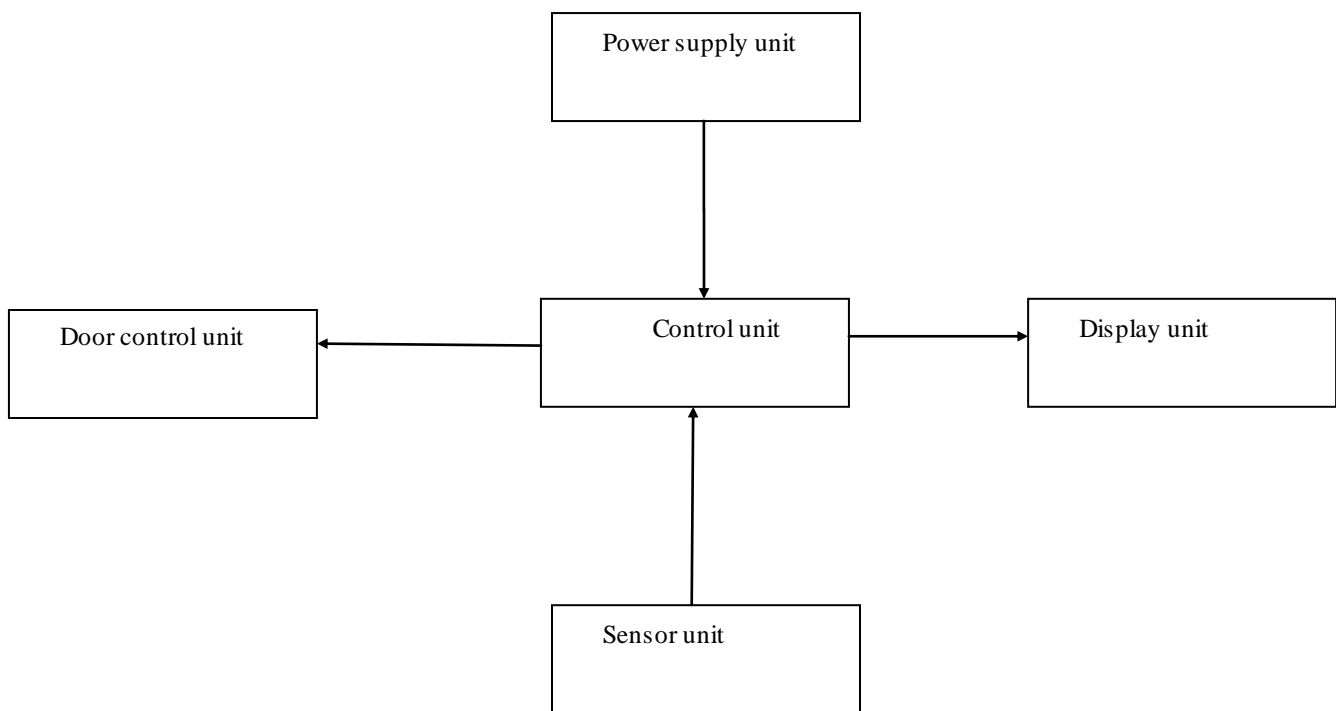 Power supply unit
Door control unit
Control unit
Display unit
Sensor unit